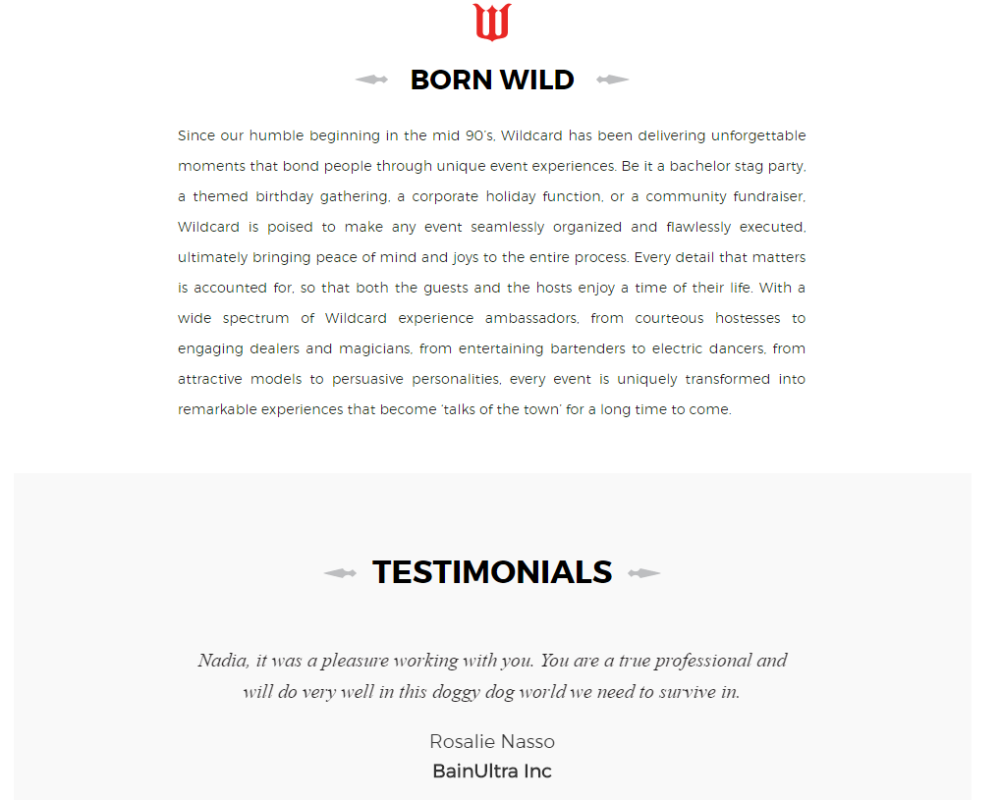 W
BORN WILD
Since our humble beginning in the mid 90's, Wildcard has been delivering unforgettable
moments that bond people through unique event experiences. Be it a bachelor stag party,
a themed birthday gathering, a corporate holiday function, or a community fundraiser,
Wildcard is poised to make any event seamlessly organized and flawlessly executed,
ultimately bringing peace of mind and joys to the entire process. Every detail that matters
is accounted for, so that both the guests and the hosts enjoy a time of their life. With a
wide spectrum of Wildcard experience ambassadors, from courteous hostesses to
engaging dealers and magicians, from entertaining bartenders to electric dancers, from
attractive models to persuasive personalities, every event is uniquely transformed into
remarkable experiences that become 'talks of the town' for a long time to come.
TESTIMONIALS
Nadia, it was a pleasure working with you. You are a true professional and
will do very well in this doggy dog world we need to survive in.
Rosalie Nasso
BainUltra Inc